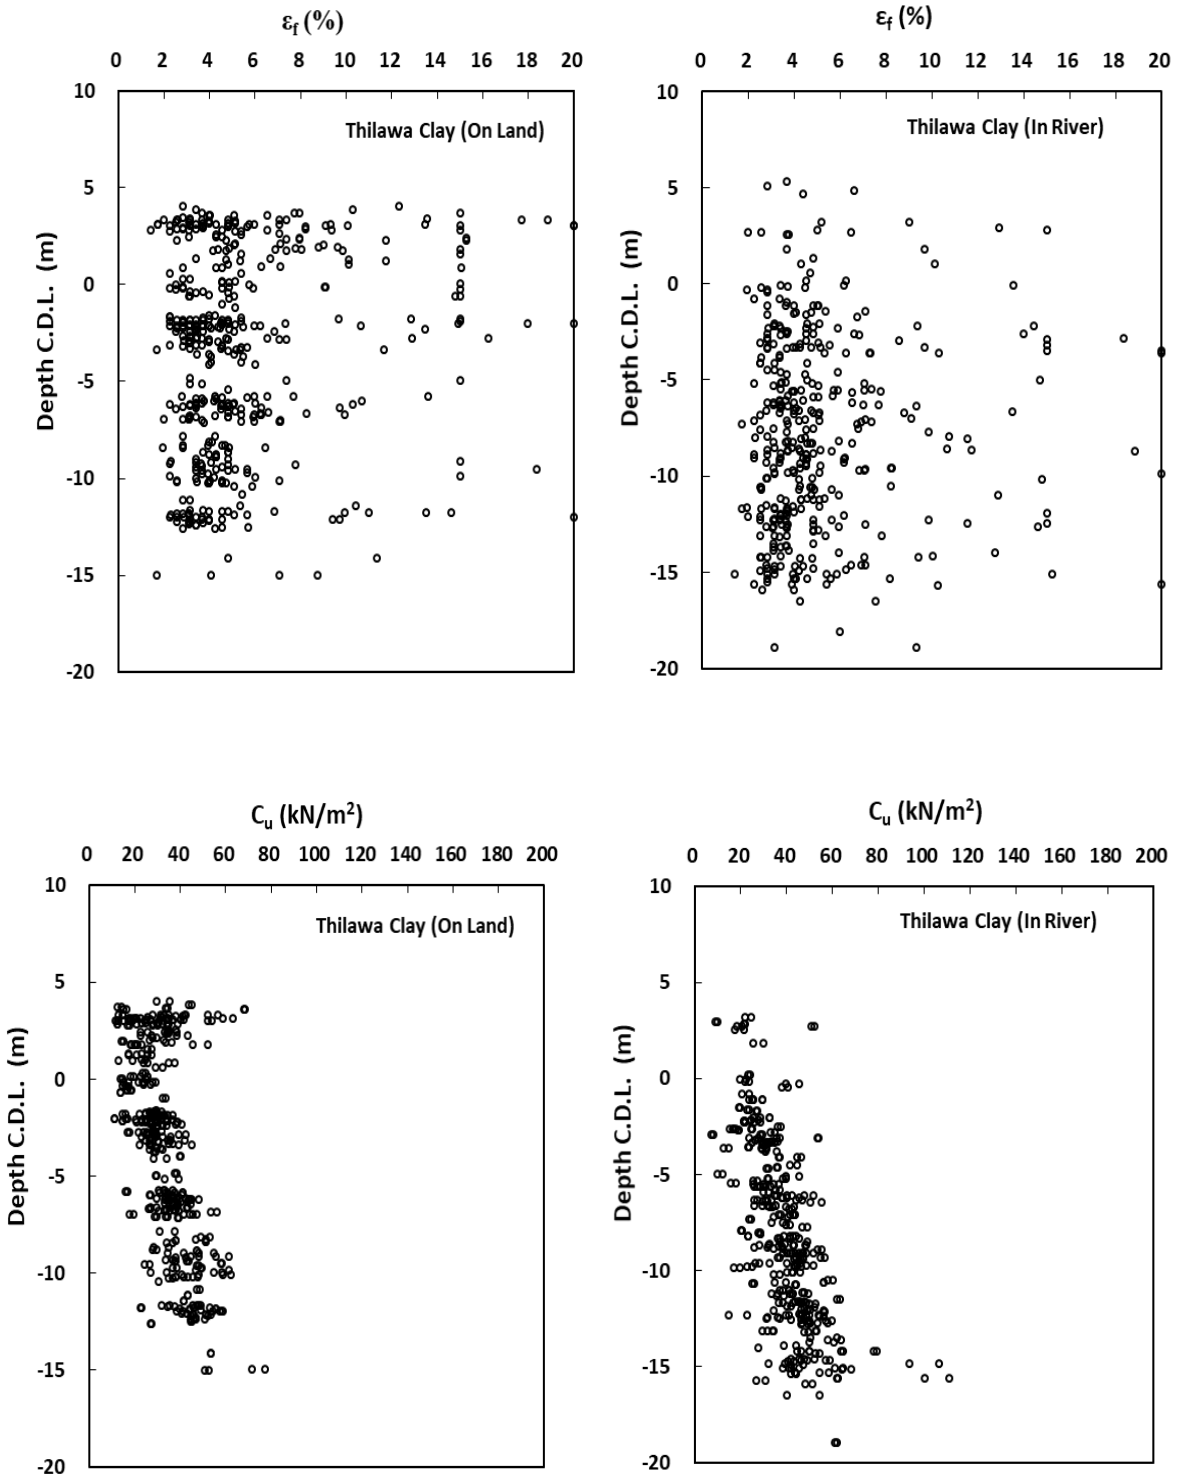 εf (%)
0 2 4 6 8 10 12 14 16 18 20
10
5
0
-5
-10
-15
-20
Depth C.D.L. (m)
Thilawa Clay (On Land)
εf (%)
0 2 4 6 8 10 12 14 16 18 20
10
5
0
-5
-10
-15
-20
Depth C.D.L. (m)
Thilawa Clay (In River)
Cu (kN/m²)
0 20 40 60 80 100 120 140 160 180 200
10
5
0
-5
-10
-15
-20
Depth C.D.L. (m)
Thilawa Clay (On Land)
Cu (kN/m²)
0 20 40 60 80 100 120 140 160 180 200
10
5
0
-5
-10
-15
-20
Depth C.D.L. (m)
Thilawa Clay (In River)